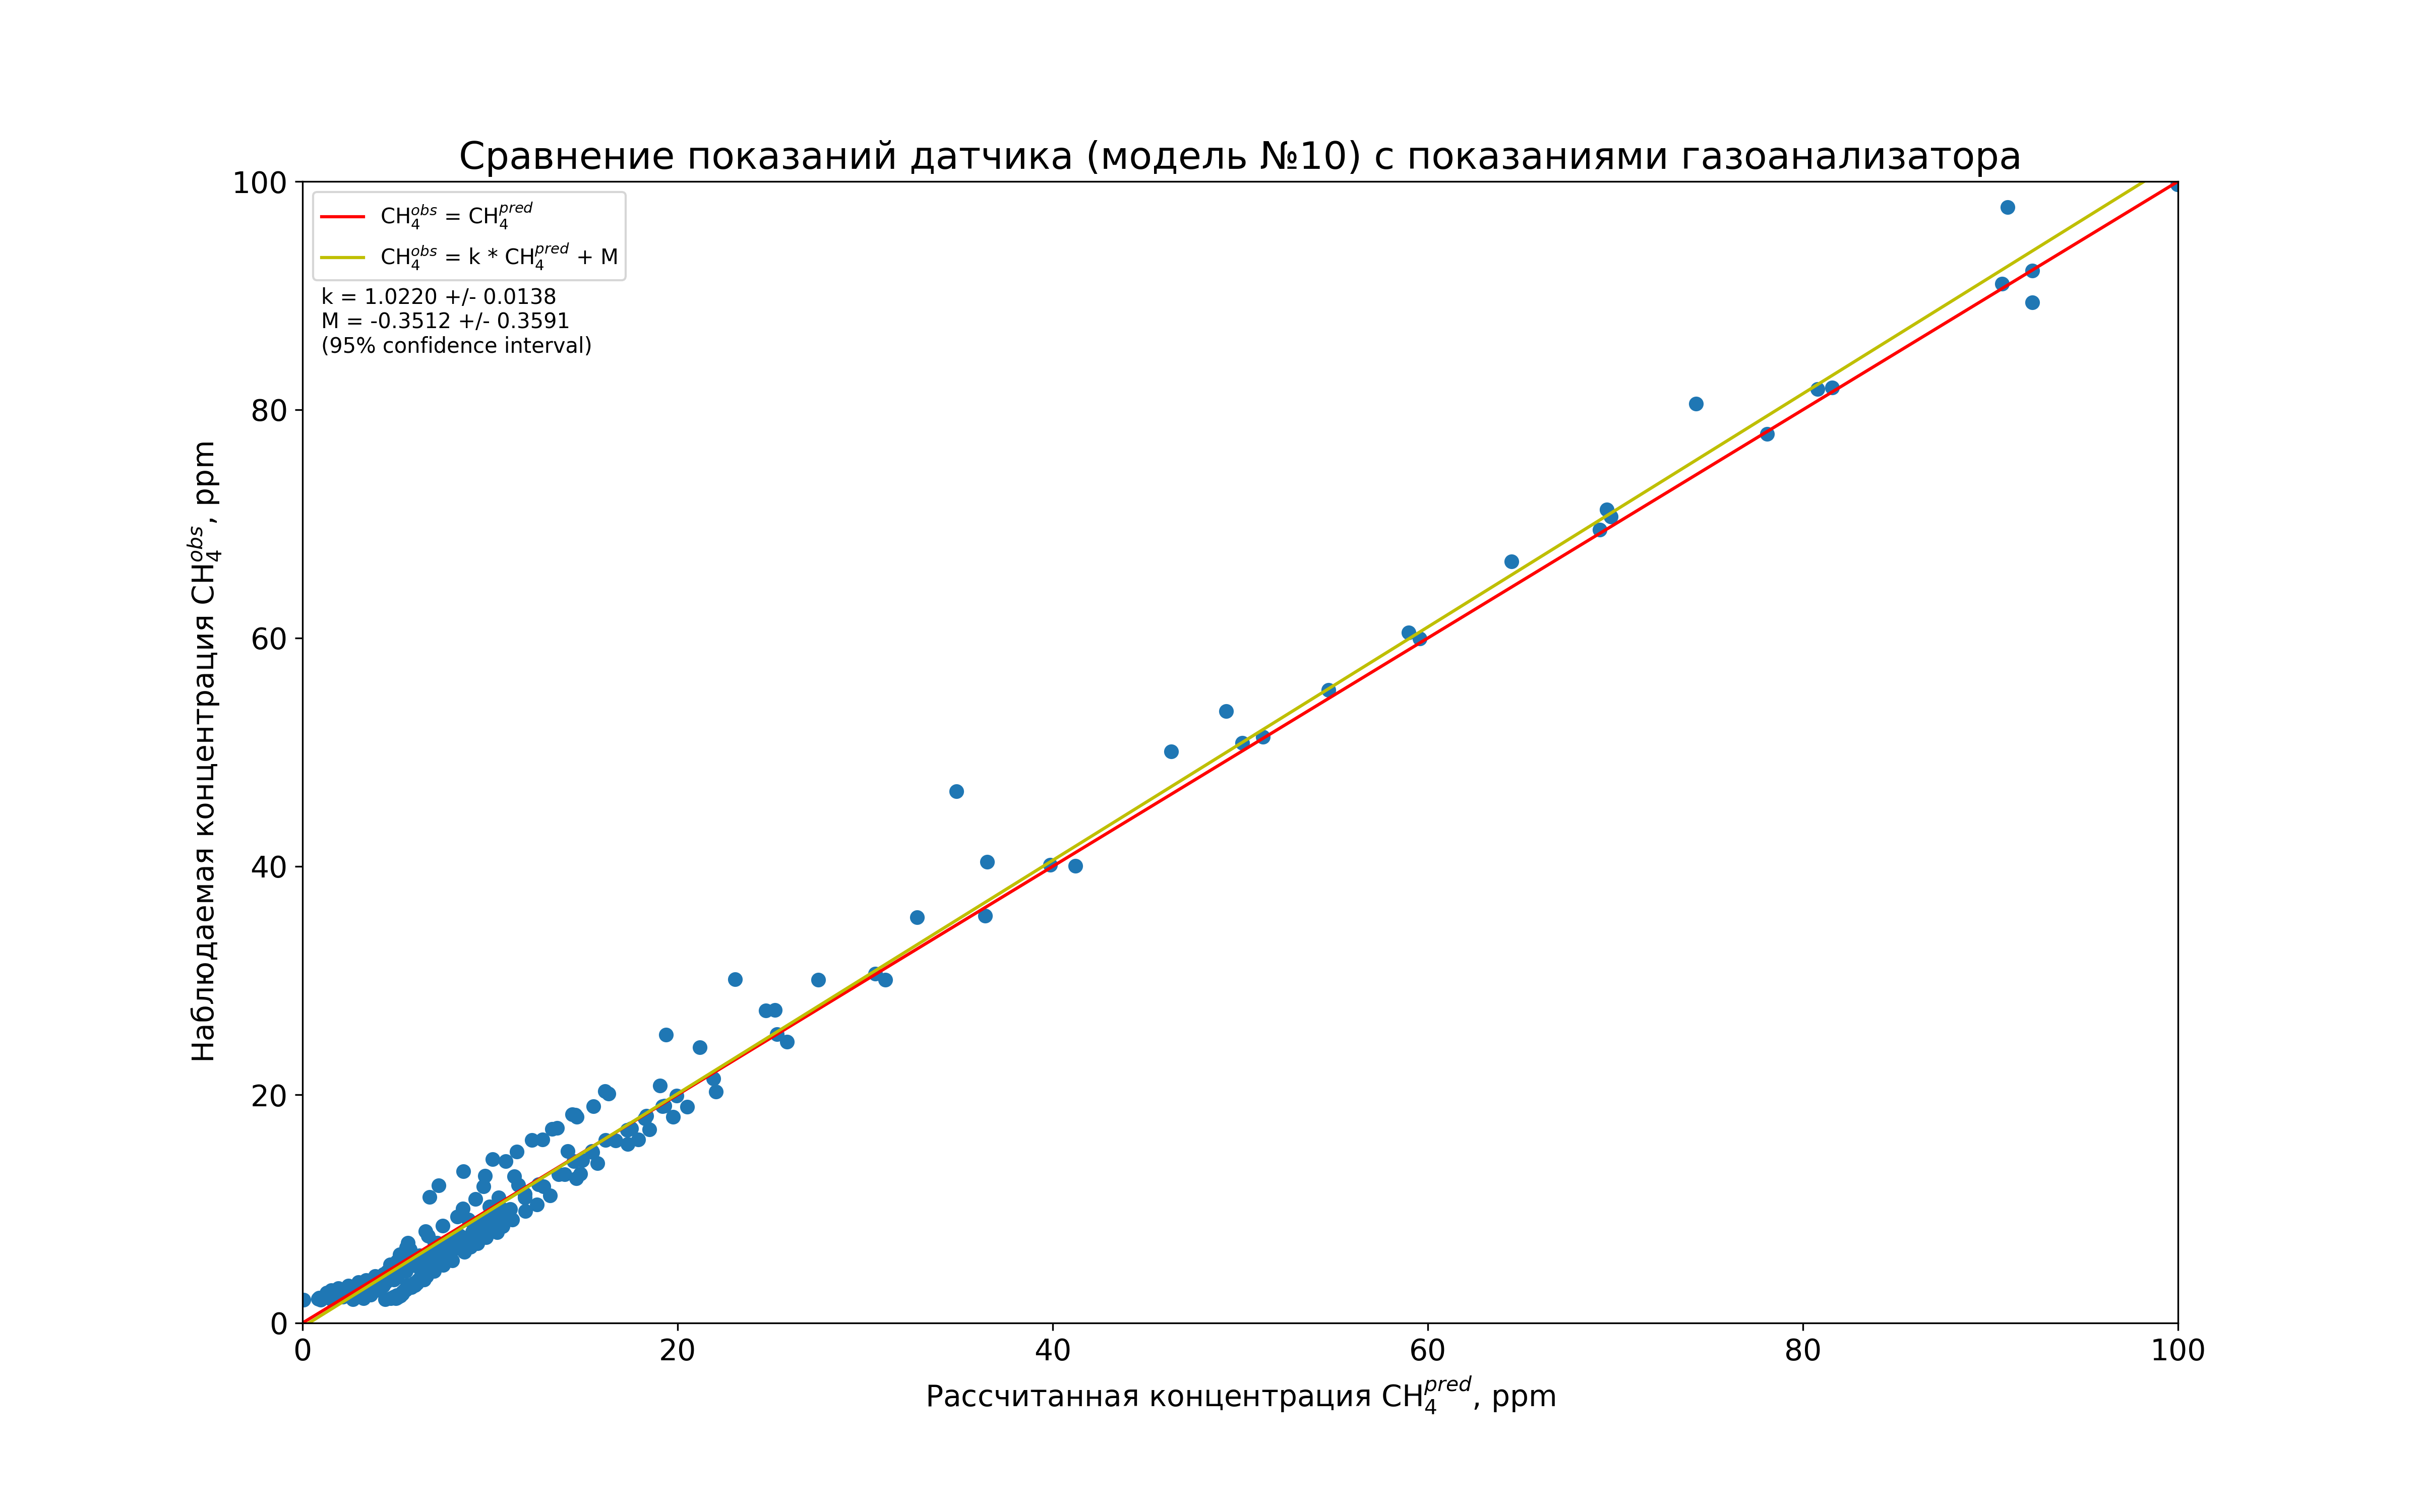 Сравнение показаний датчика (модель №10) с показаниями газоанализатора
CH₄ᵒᵇˢ = CH₄ᵖʳᵉᵈ
CH₄ᵒᵇˢ = k * CH₄ᵖʳᵉᵈ + M
k = 1.0220 +/- 0.0138
M = -0.3512 +/- 0.3591
(95% confidence interval)
Наблюдаемая концентрация CH₄ᵒᵇˢ, ppm
100
80
60
40
20
0
0 20 40 60 80 100
Рассчитанная концентрация CH₄ᵖʳᵉᵈ, ppm